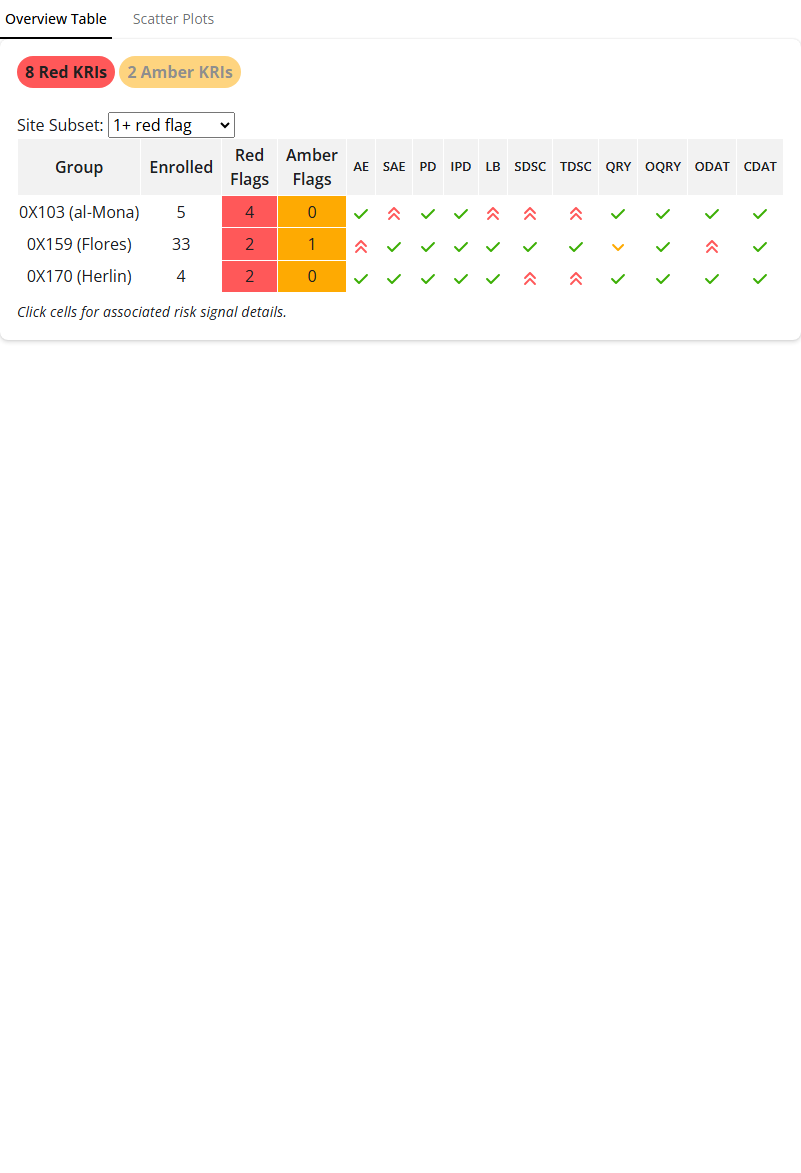 Overview Table Scatter Plots
8 Red KRIs 2 Amber KRIs
Site Subset: 1+ red flag
Group Enrolled Red Flags Amber Flags AE SAE PD IPD LB SDSC TDSC QRY OQRY ODAT CDAT
0X103 (al-Mona) 5 4 0
0X159 (Flores) 33 2 1
0X170 (Herlin) 4 2 0
Click cells for associated risk signal details.